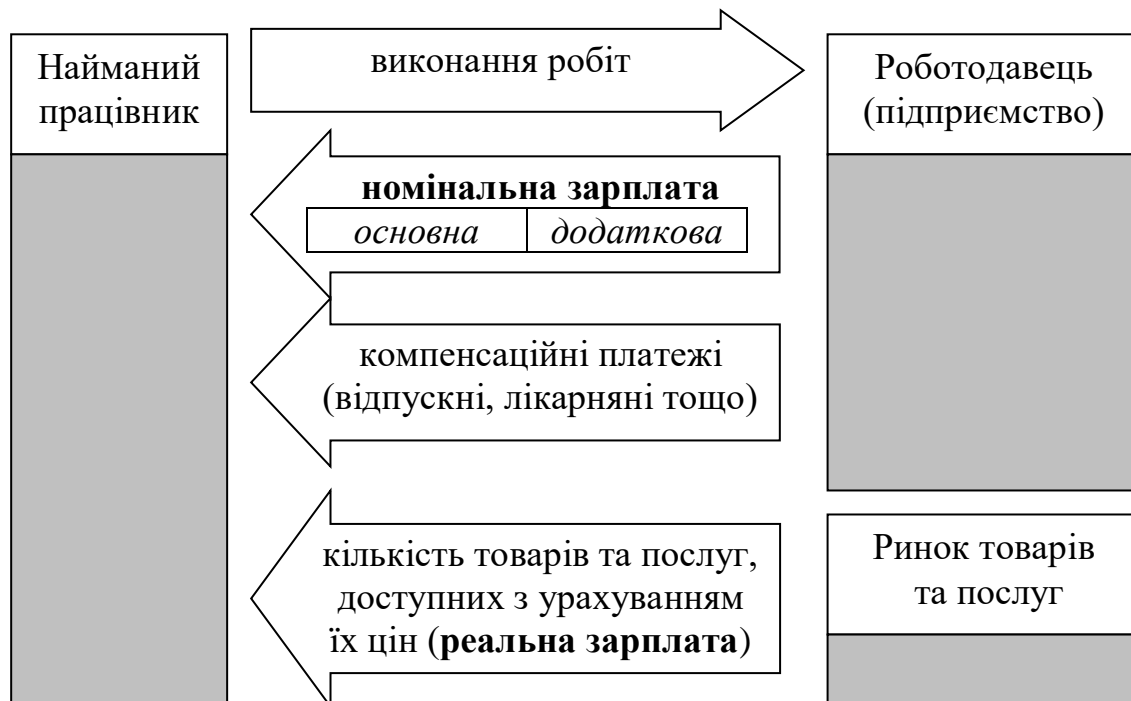 Найманий
працівник
виконання робіт
Роботодавець
(підприємство)
номінальна зарплата
основна
додаткова
компенсаційні платежі
(відпускні, лікарняні тощо)
кількість товарів та послуг,
доступних з урахуванням
їх цін (реальна зарплата)
Ринок товарів
та послуг